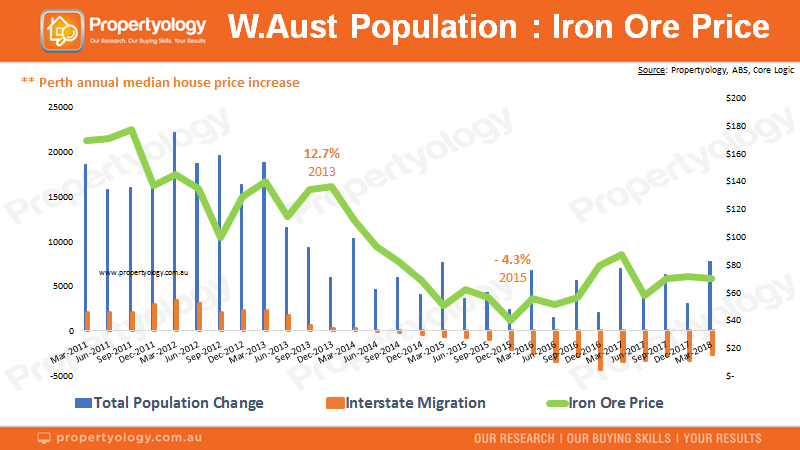 Propertyology
Our Research. Our Buying Skills. Your Results
W.Aust Population : Iron Ore Price
Source: Propertyology, ABS, Core Logic
** Perth annual median house price increase
25000
20000
15000
10000
5000
0
-5000
$200
$180
$160
$140
$120
$100
$80
$60
$40
$20
$-
12.7%
2013
- 4.3%
2015
www.propertyology.com.au
Propertyology
Propertyology
Propertyology
Propertyology
Propertyology
Propertyology
Mar-2011
Jun-2011
Sep-2011
Dec-2011
Mar-2012
Jun-2012
Sep-2012
Dec-2012
Mar-2013
Jun-2013
Sep-2013
Dec-2013
Mar-2014
Jun-2014
Sep-2014
Dec-2014
Mar-2015
Jun-2015
Sep-2015
Dec-2015
Mar-2016
Jun-2016
Sep-2016
Dec-2016
Mar-2017
Jun-2017
Sep-2017
Dec-2017
Mar-2018
Total Population Change
Interstate Migration
Iron Ore Price
propertyology.com.au
OUR RESEARCH | OUR BUYING SKILLS | YOUR RESULTS